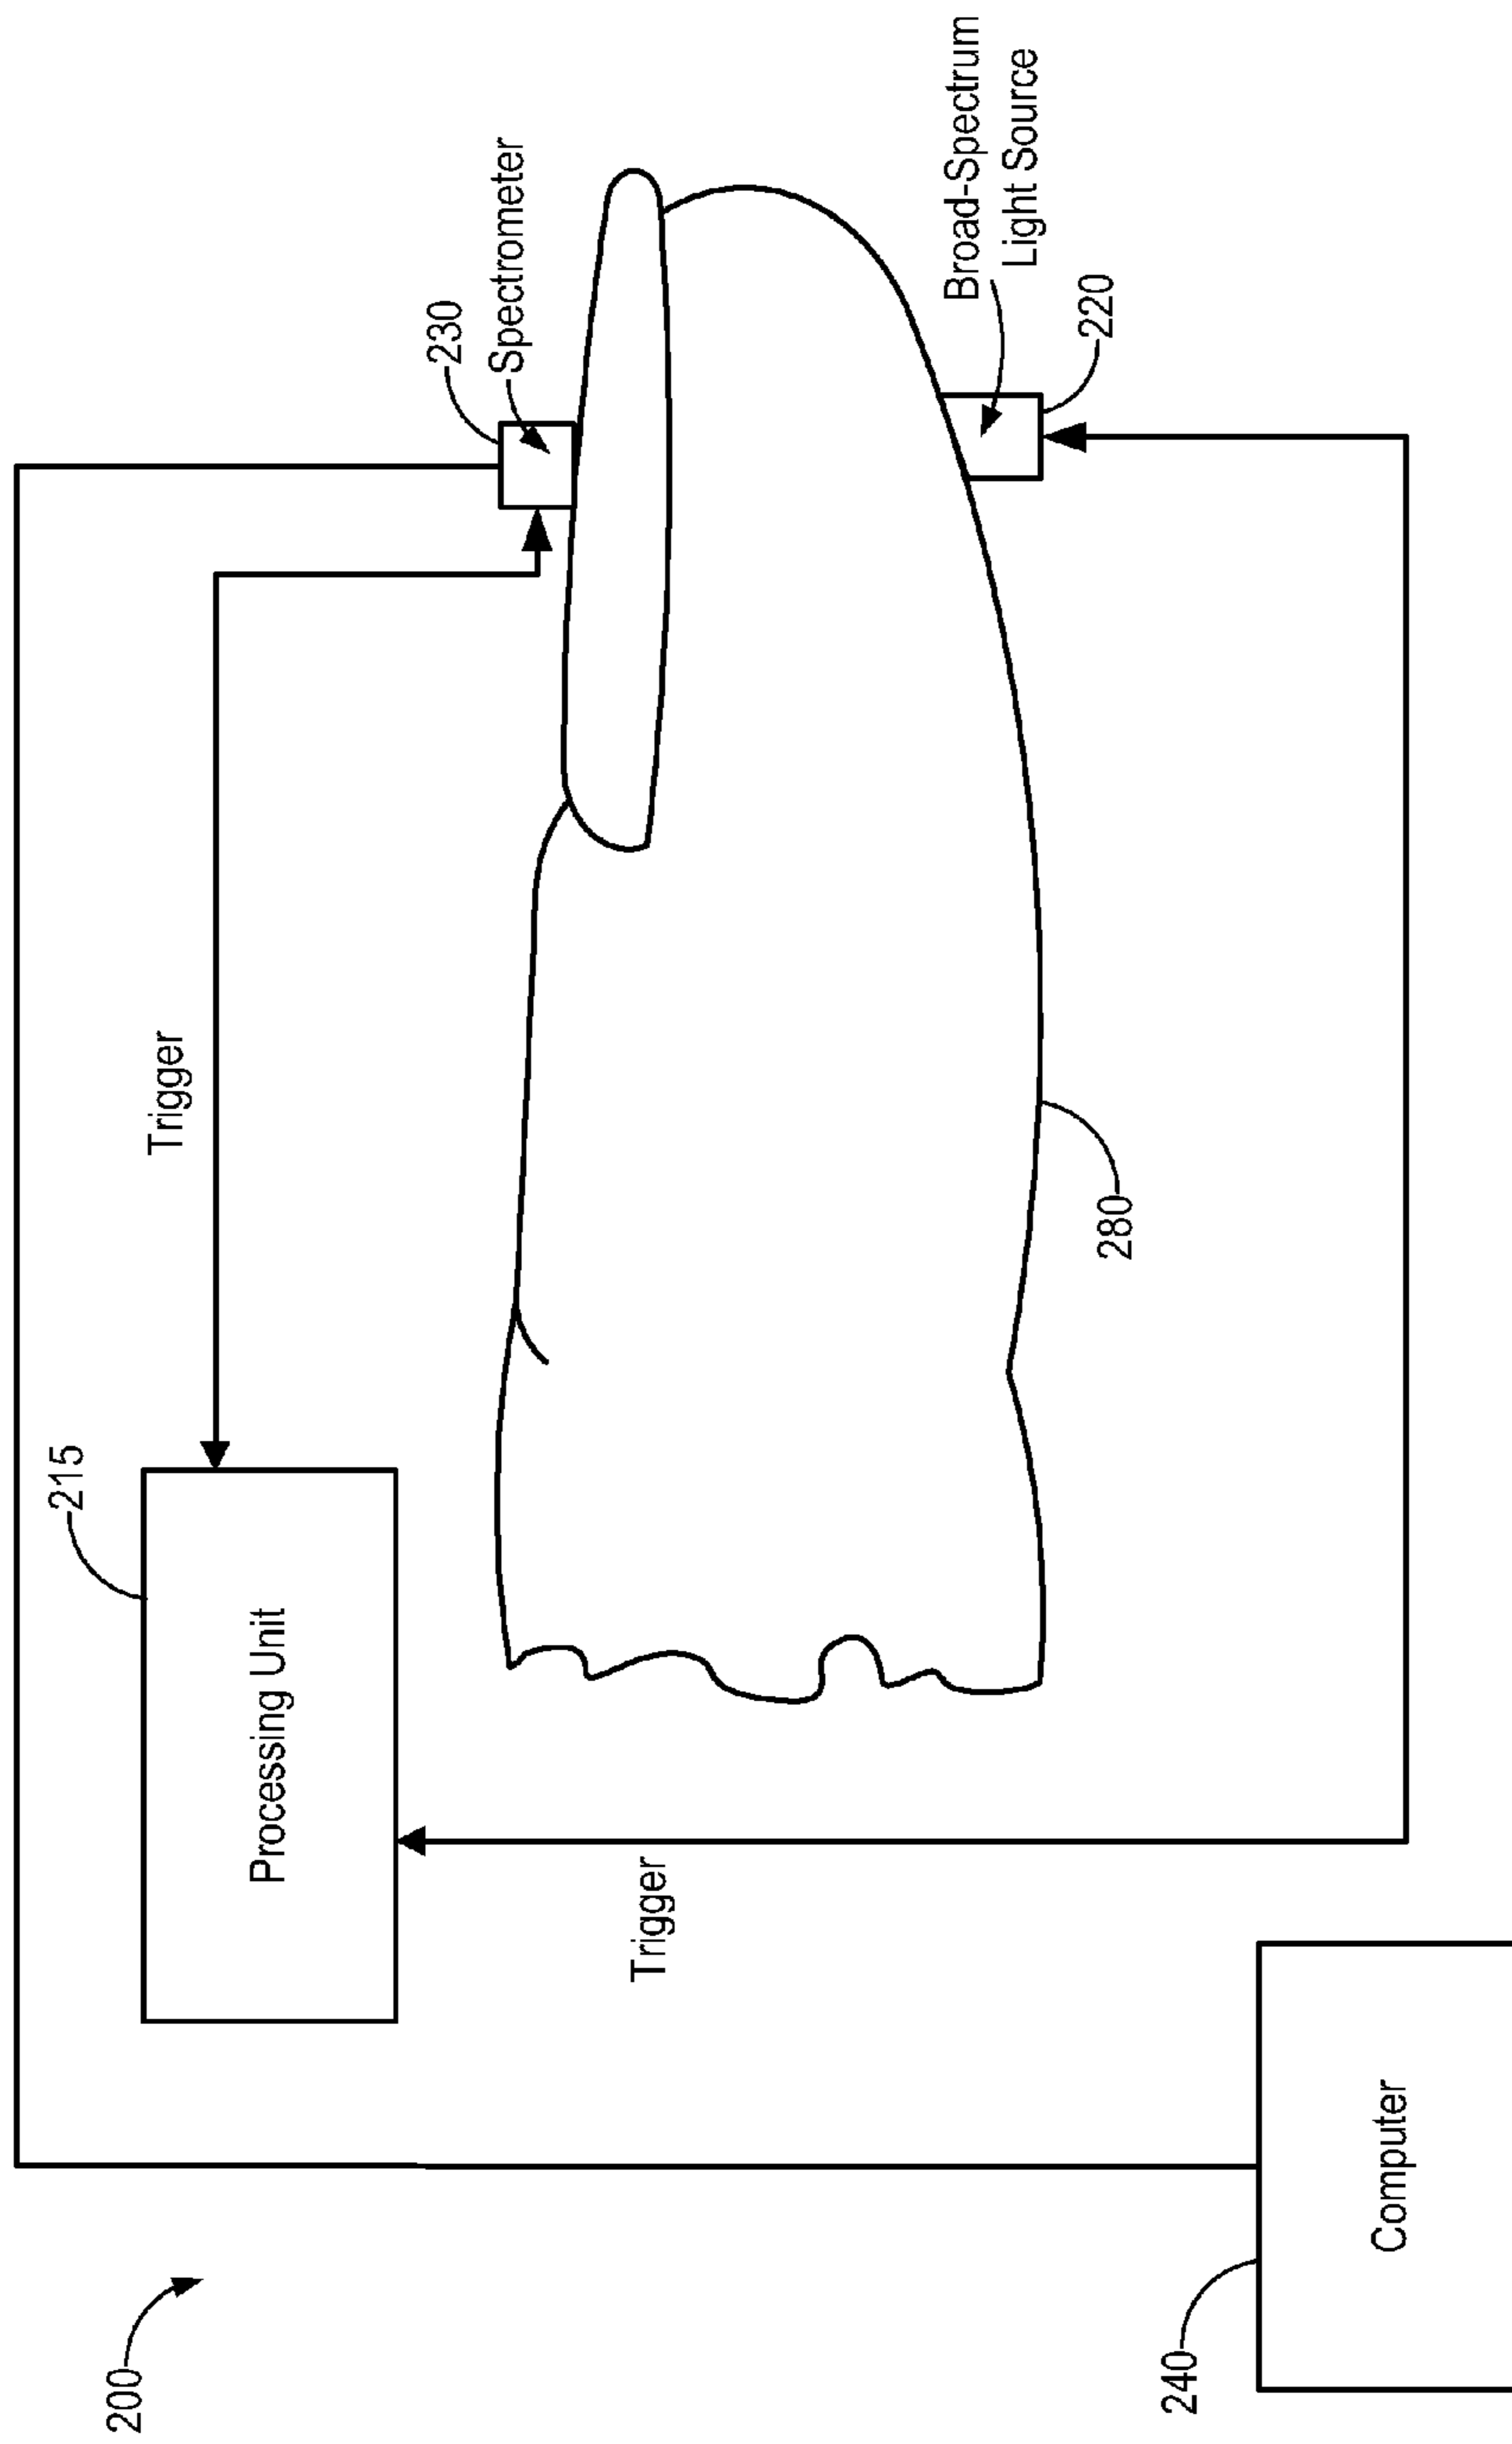 200
215
Processing Unit
Trigger
230
Spectrometer
Broad-Spectrum
Light Source
220
280
Trigger
240
Computer